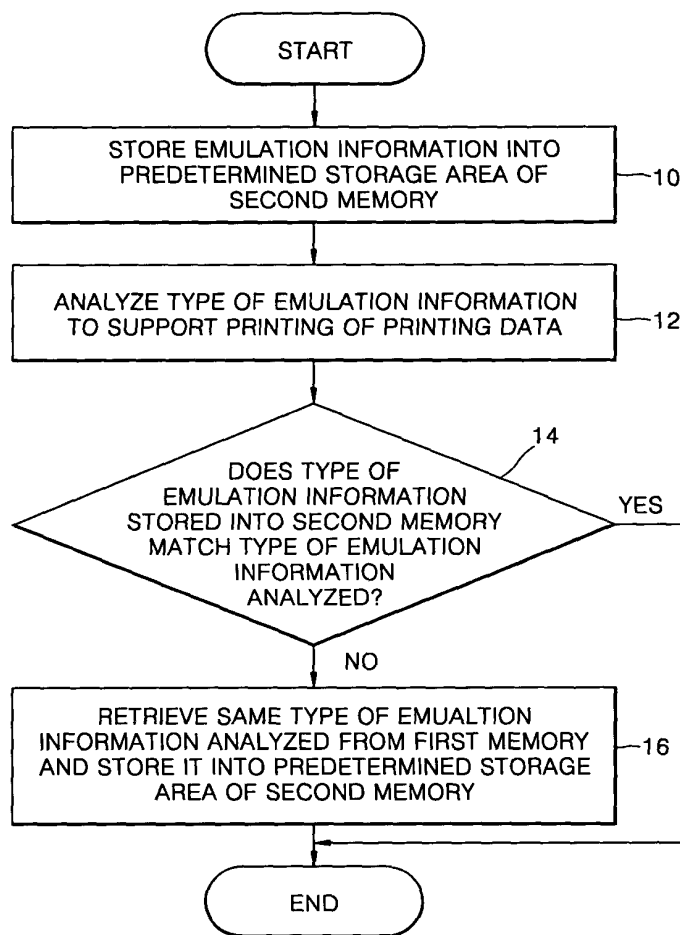 START
STORE EMULATION INFORMATION INTO
PREDETERMINED STORAGE AREA OF
SECOND MEMORY
10
ANALYZE TYPE OF EMULATION INFORMATION
TO SUPPORT PRINTING OF PRINTING DATA
12
14
DOES TYPE OF
EMULATION INFORMATION
STORED INTO SECOND MEMORY
MATCH TYPE OF EMULATION
INFORMATION
ANALYZED?
YES
NO
RETRIEVE SAME TYPE OF EMUALTION
INFORMATION ANALYZED FROM FIRST MEMORY
AND STORE IT INTO PREDETERMINED STORAGE
AREA OF SECOND MEMORY
16
END